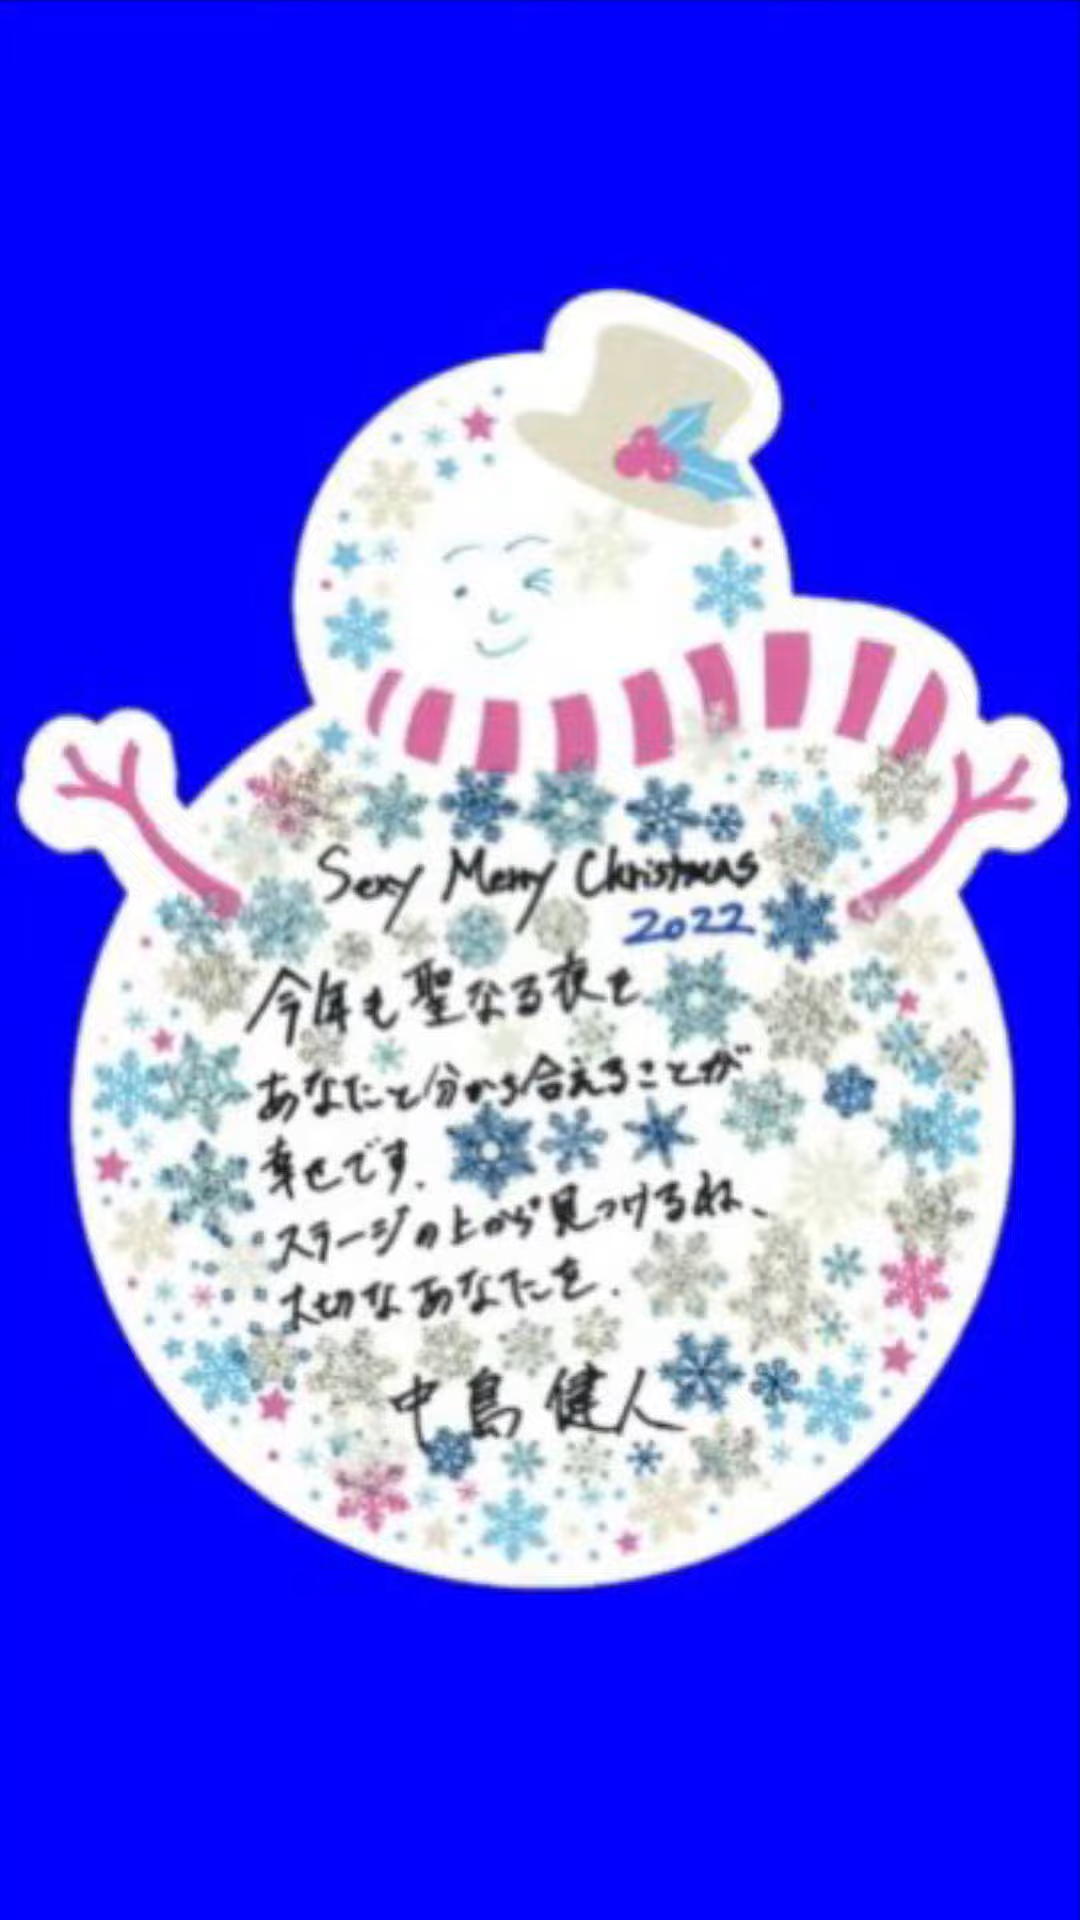 Sexy Merry Christmas
2022
今年も聖なる夜を
あなたと分かち合えることが
幸せです.
ステージの上から見つけるね、
大切なあなたを.
中島健人